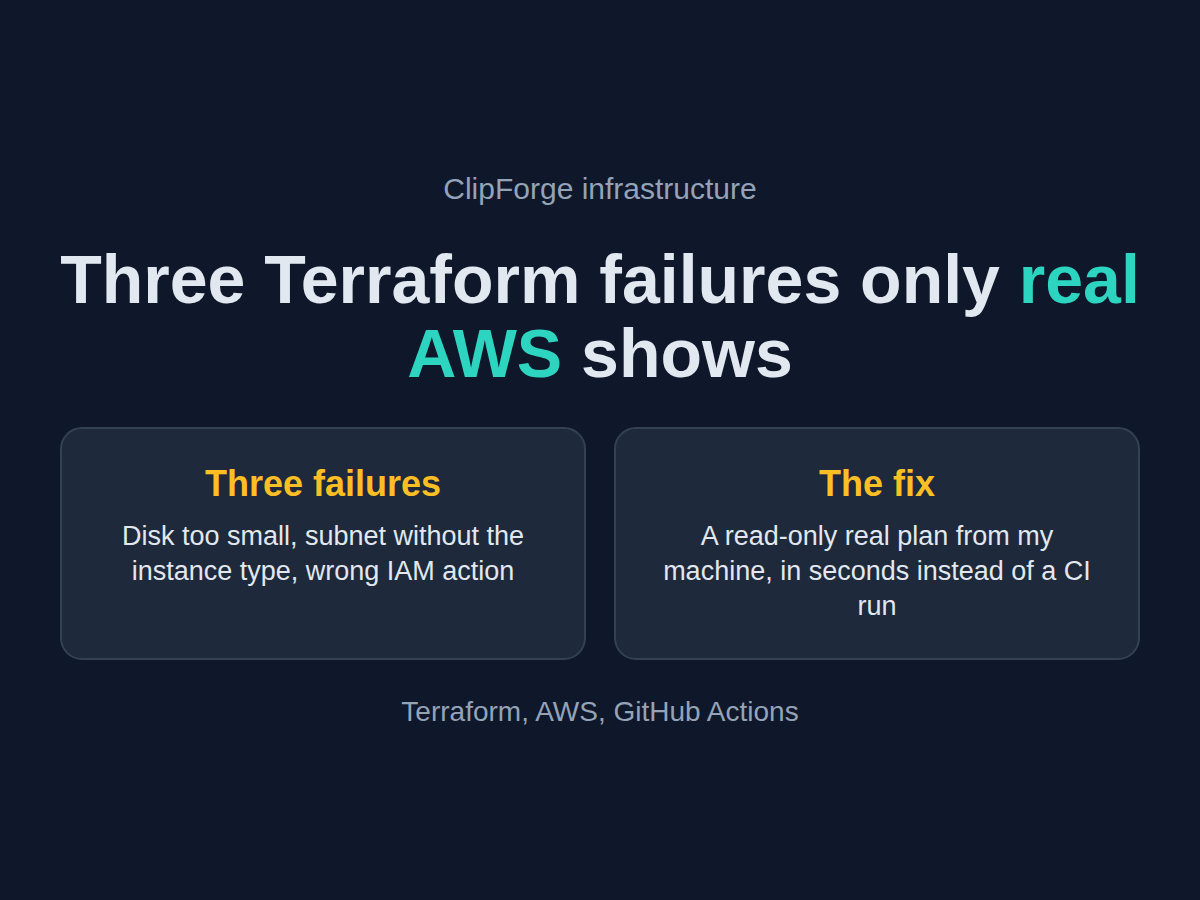 ClipForge infrastructure
Three Terraform failures only real
AWS shows
Three failures
Disk too small, subnet without the
instance type, wrong IAM action
The fix
A read-only real plan from my
machine, in seconds instead of a CI
run
Terraform, AWS, GitHub Actions